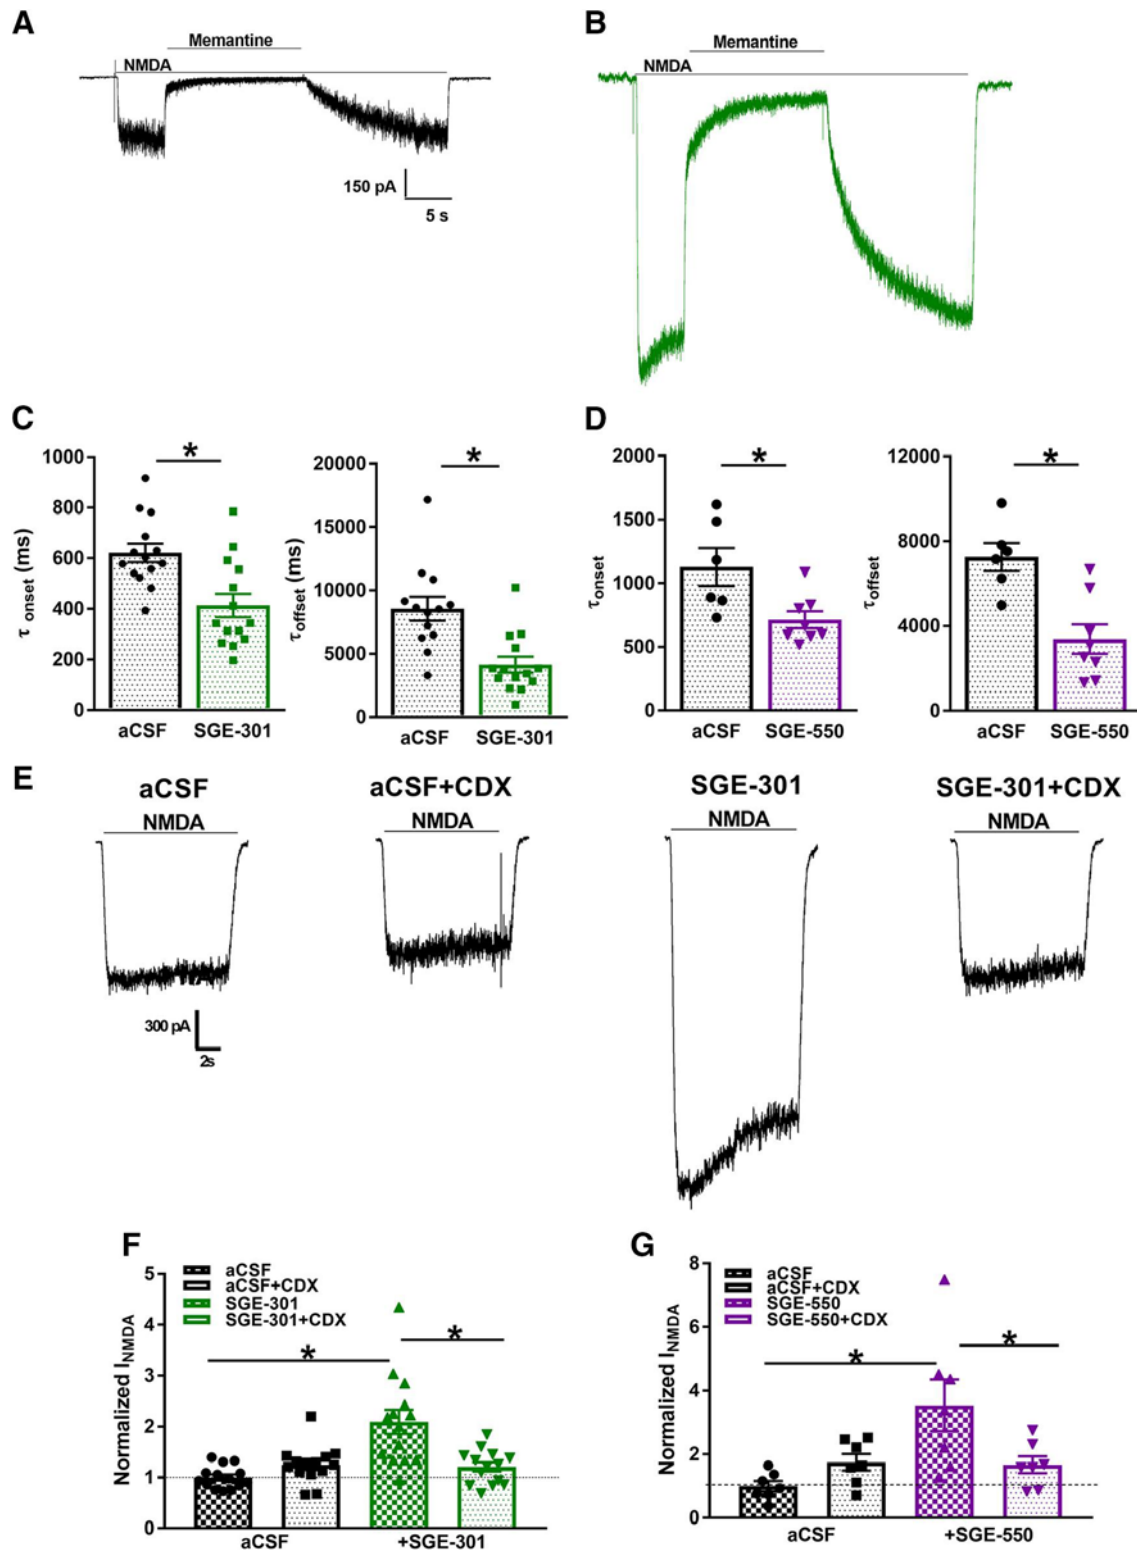 A
Memantine
NMDA
150 pA
5 s
B
Memantine
NMDA
C
τ onset (ms)
1000
800
600
400
200
0
*
aCSF
SGE-301
τoffset (ms)
20000
15000
10000
5000
0
*
aCSF
SGE-301
D
τonset
2000
1500
1000
500
0
*
aCSF
SGE-550
τoffset
12000
8000
4000
0
*
aCSF
SGE-550
E
aCSF
NMDA
300 pA
2s
aCSF+CDX
NMDA
SGE-301
NMDA
SGE-301+CDX
NMDA
F
aCSF
aCSF+CDX
SGE-301
SGE-301+CDX
Normalized INMDA
5
4
3
2
1
0
*
*
aCSF
+SGE-301
G
aCSF
aCSF+CDX
SGE-550
SGE-550+CDX
Normalized INMDA
8
6
4
2
0
*
*
aCSF
+SGE-550